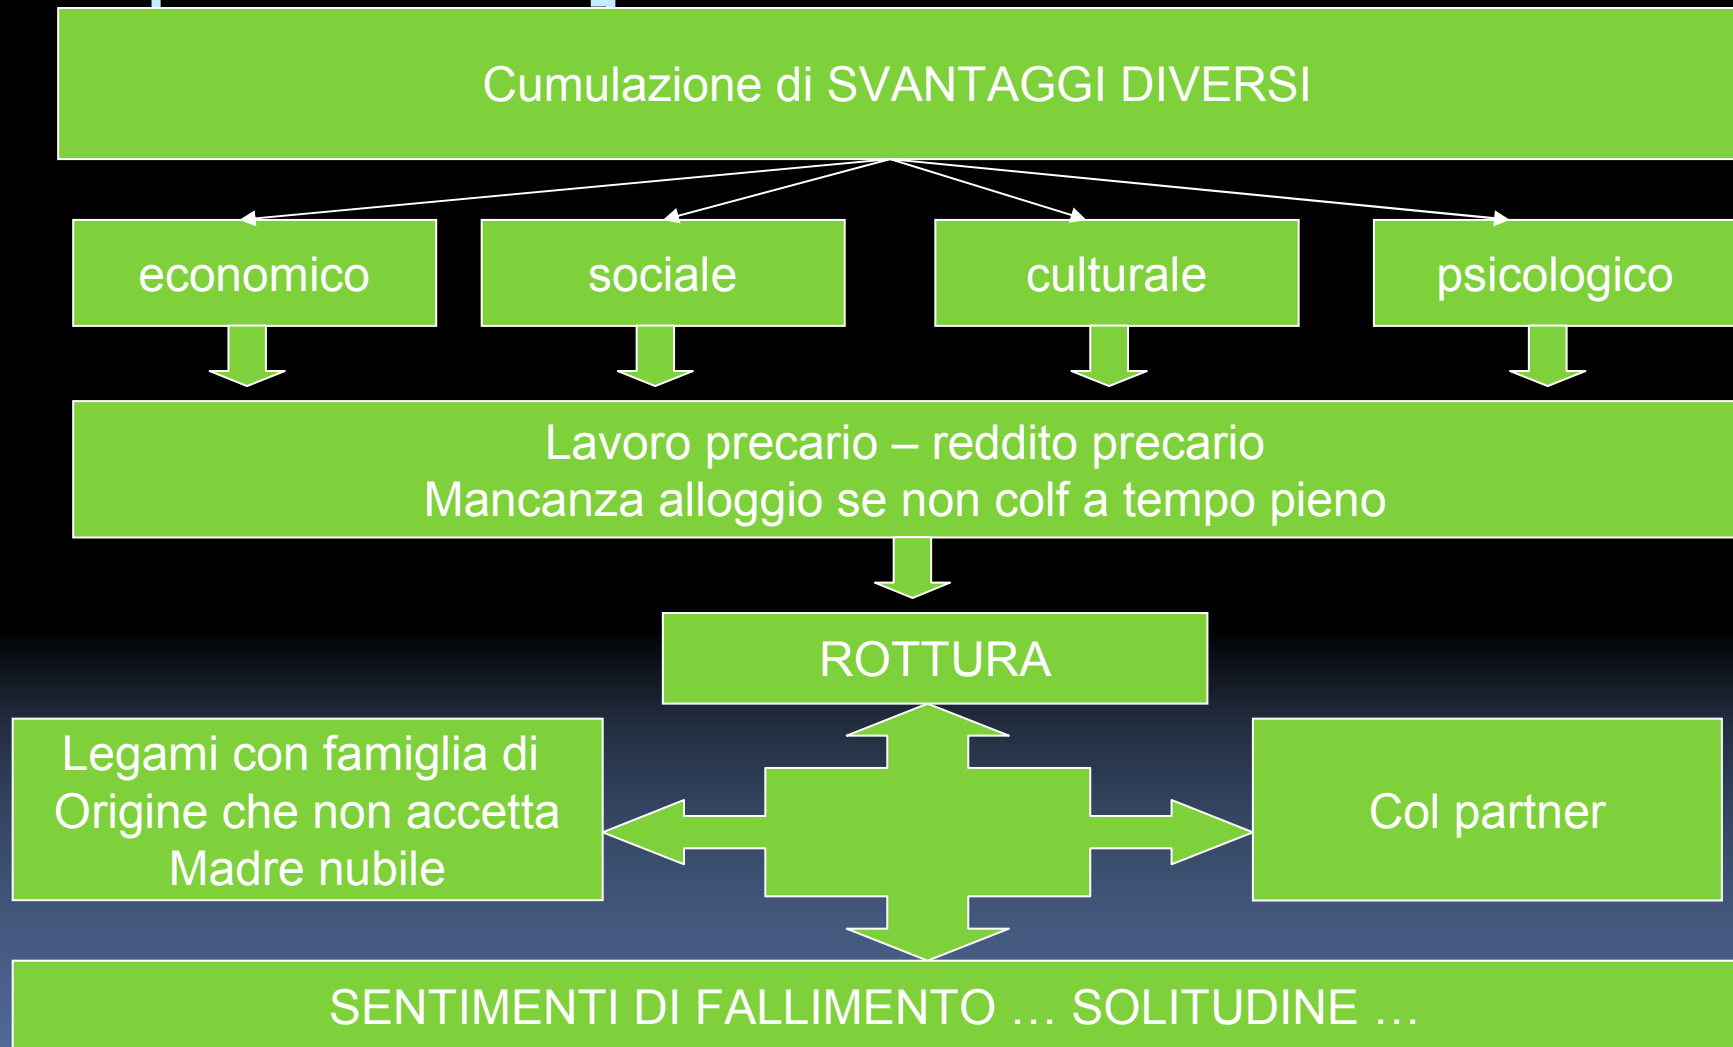 Cumulazione di SVANTAGGI DIVERSI
economico
sociale
culturale
psicologico
Lavoro precario – reddito precario
Mancanza alloggio se non colf a tempo pieno
ROTTURA
Legami con famiglia di
Origine che non accetta
Madre nubile
Col partner
SENTIMENTI DI FALLIMENTO … SOLITUDINE …